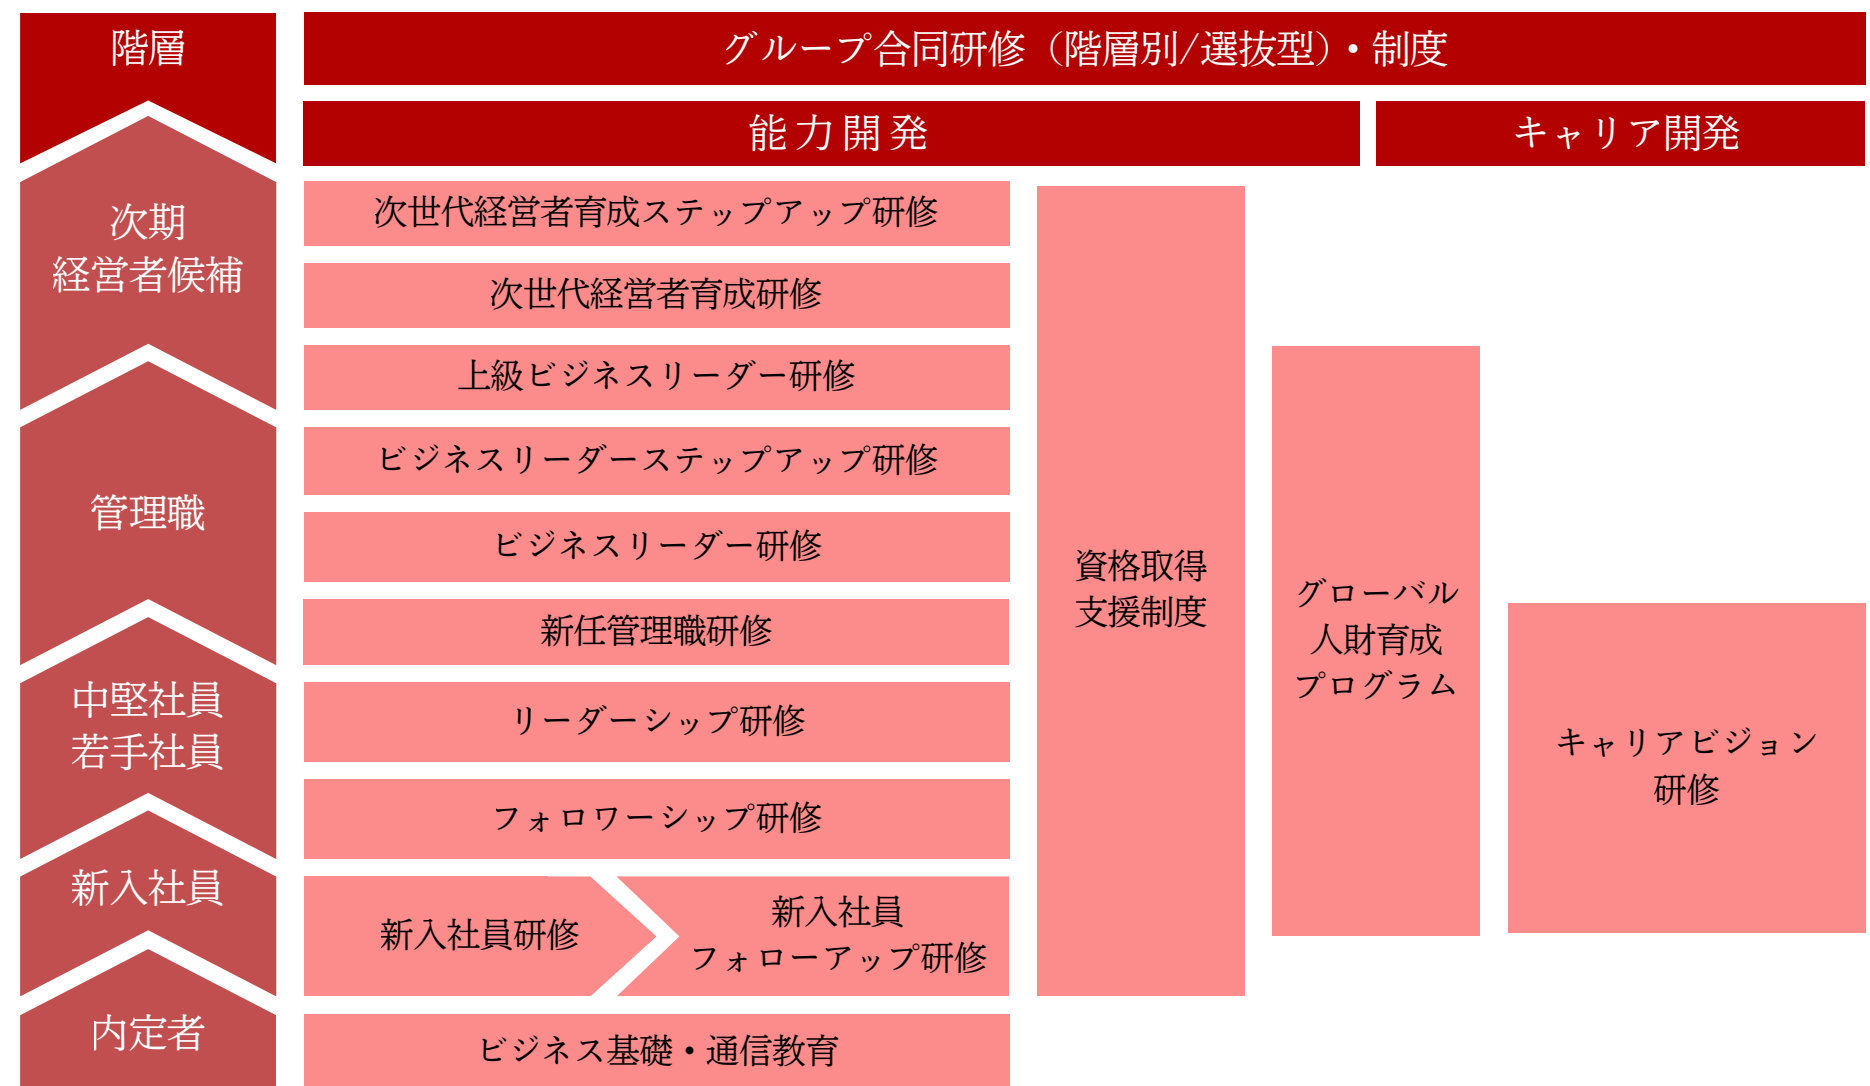 階層
グループ合同研修（階層別/選抜型）・制度
能力開発
キャリア開発
次期
経営者候補
管理職
中堅社員
若手社員
新入社員
内定者
次世代経営者育成ステップアップ研修
次世代経営者育成研修
上級ビジネスリーダー研修
ビジネスリーダーステップアップ研修
ビジネスリーダー研修
新任管理職研修
リーダーシップ研修
フォロワーシップ研修
新入社員研修
新入社員
フォローアップ研修
ビジネス基礎・通信教育
資格取得
支援制度
グローバル
人財育成
プログラム
キャリアビジョン
研修